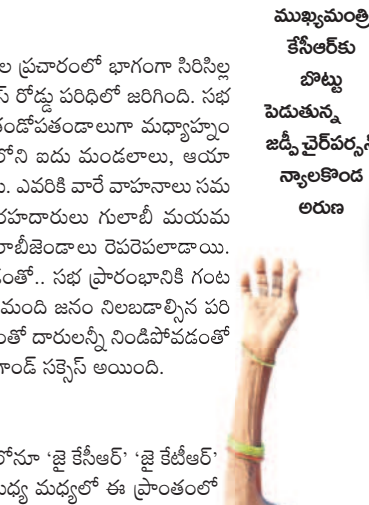 ల ప్రచారంలో భాగంగా సిరిసిల్ల
స్ రోడ్డు పరిధిలో జరిగింది. సభ
తండోపతండాలుగా మధ్యాహ్నం
లోని ఐదు మండలాలు, ఆయా
ు. ఎవరికి వారే వాహనాలు సమ
రహదారులు గులాబీ మయమ
లాబీజెండాలు రెపరెపలాడాయి.
ంతో.. సభ ప్రారంభానికి గంట
మంది జనం నిలబడాల్సిన పరి
ంతో దారులన్నీ నిండిపోవడంతో
గ్రాండ్ సక్సెస్ అయింది.
లోనూ ‘జై కేసీఆర్’ ‘జై కేటీఆర్’
మధ్య మధ్యలో ఈ ప్రాంతంలో
ముఖ్యమంత్రి
కేసీఆర్‌కు
బొట్టు
పెడుతున్న
జడ్పీ చైర్‌పర్సన్
న్యాలకొండ
అరుణ